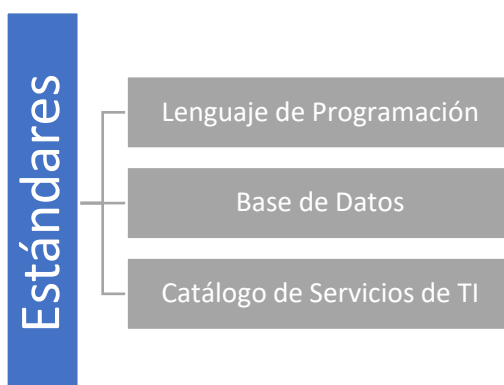 Estándares
Lenguaje de Programación
Base de Datos
Catálogo de Servicios de TI